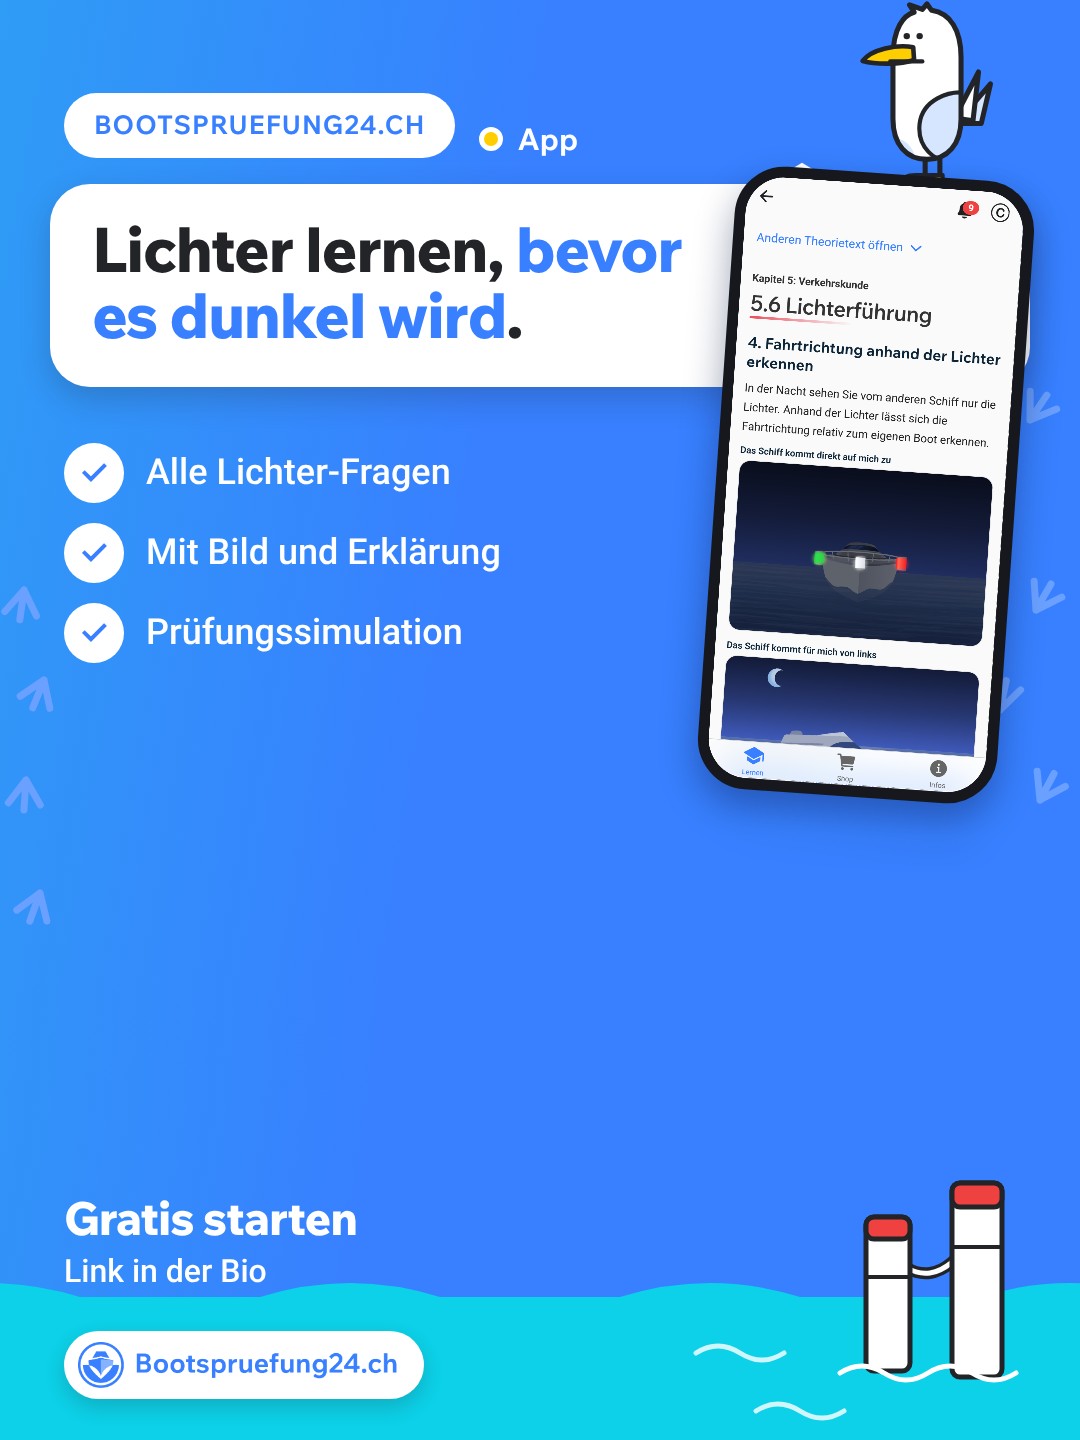 BOOTSPRUEFUNG24.CH
App
Lichter lernen, bevor
es dunkel wird.
Alle Lichter-Fragen
Mit Bild und Erklärung
Prüfungssimulation
9
C
Anderen Theorietext öffnen
Kapitel 5: Verkehrskunde
5.6 Lichterführung
4. Fahrtrichtung anhand der Lichter
erkennen
In der Nacht sehen Sie vom anderen Schiff nur die
Lichter. Anhand der Lichter lässt sich die
Fahrtrichtung relativ zum eigenen Boot erkennen.
Das Schiff kommt direkt auf mich zu
Das Schiff kommt für mich von links
Lernen
Shop
Infos
Gratis starten
Link in der Bio
Bootspruefung24.ch